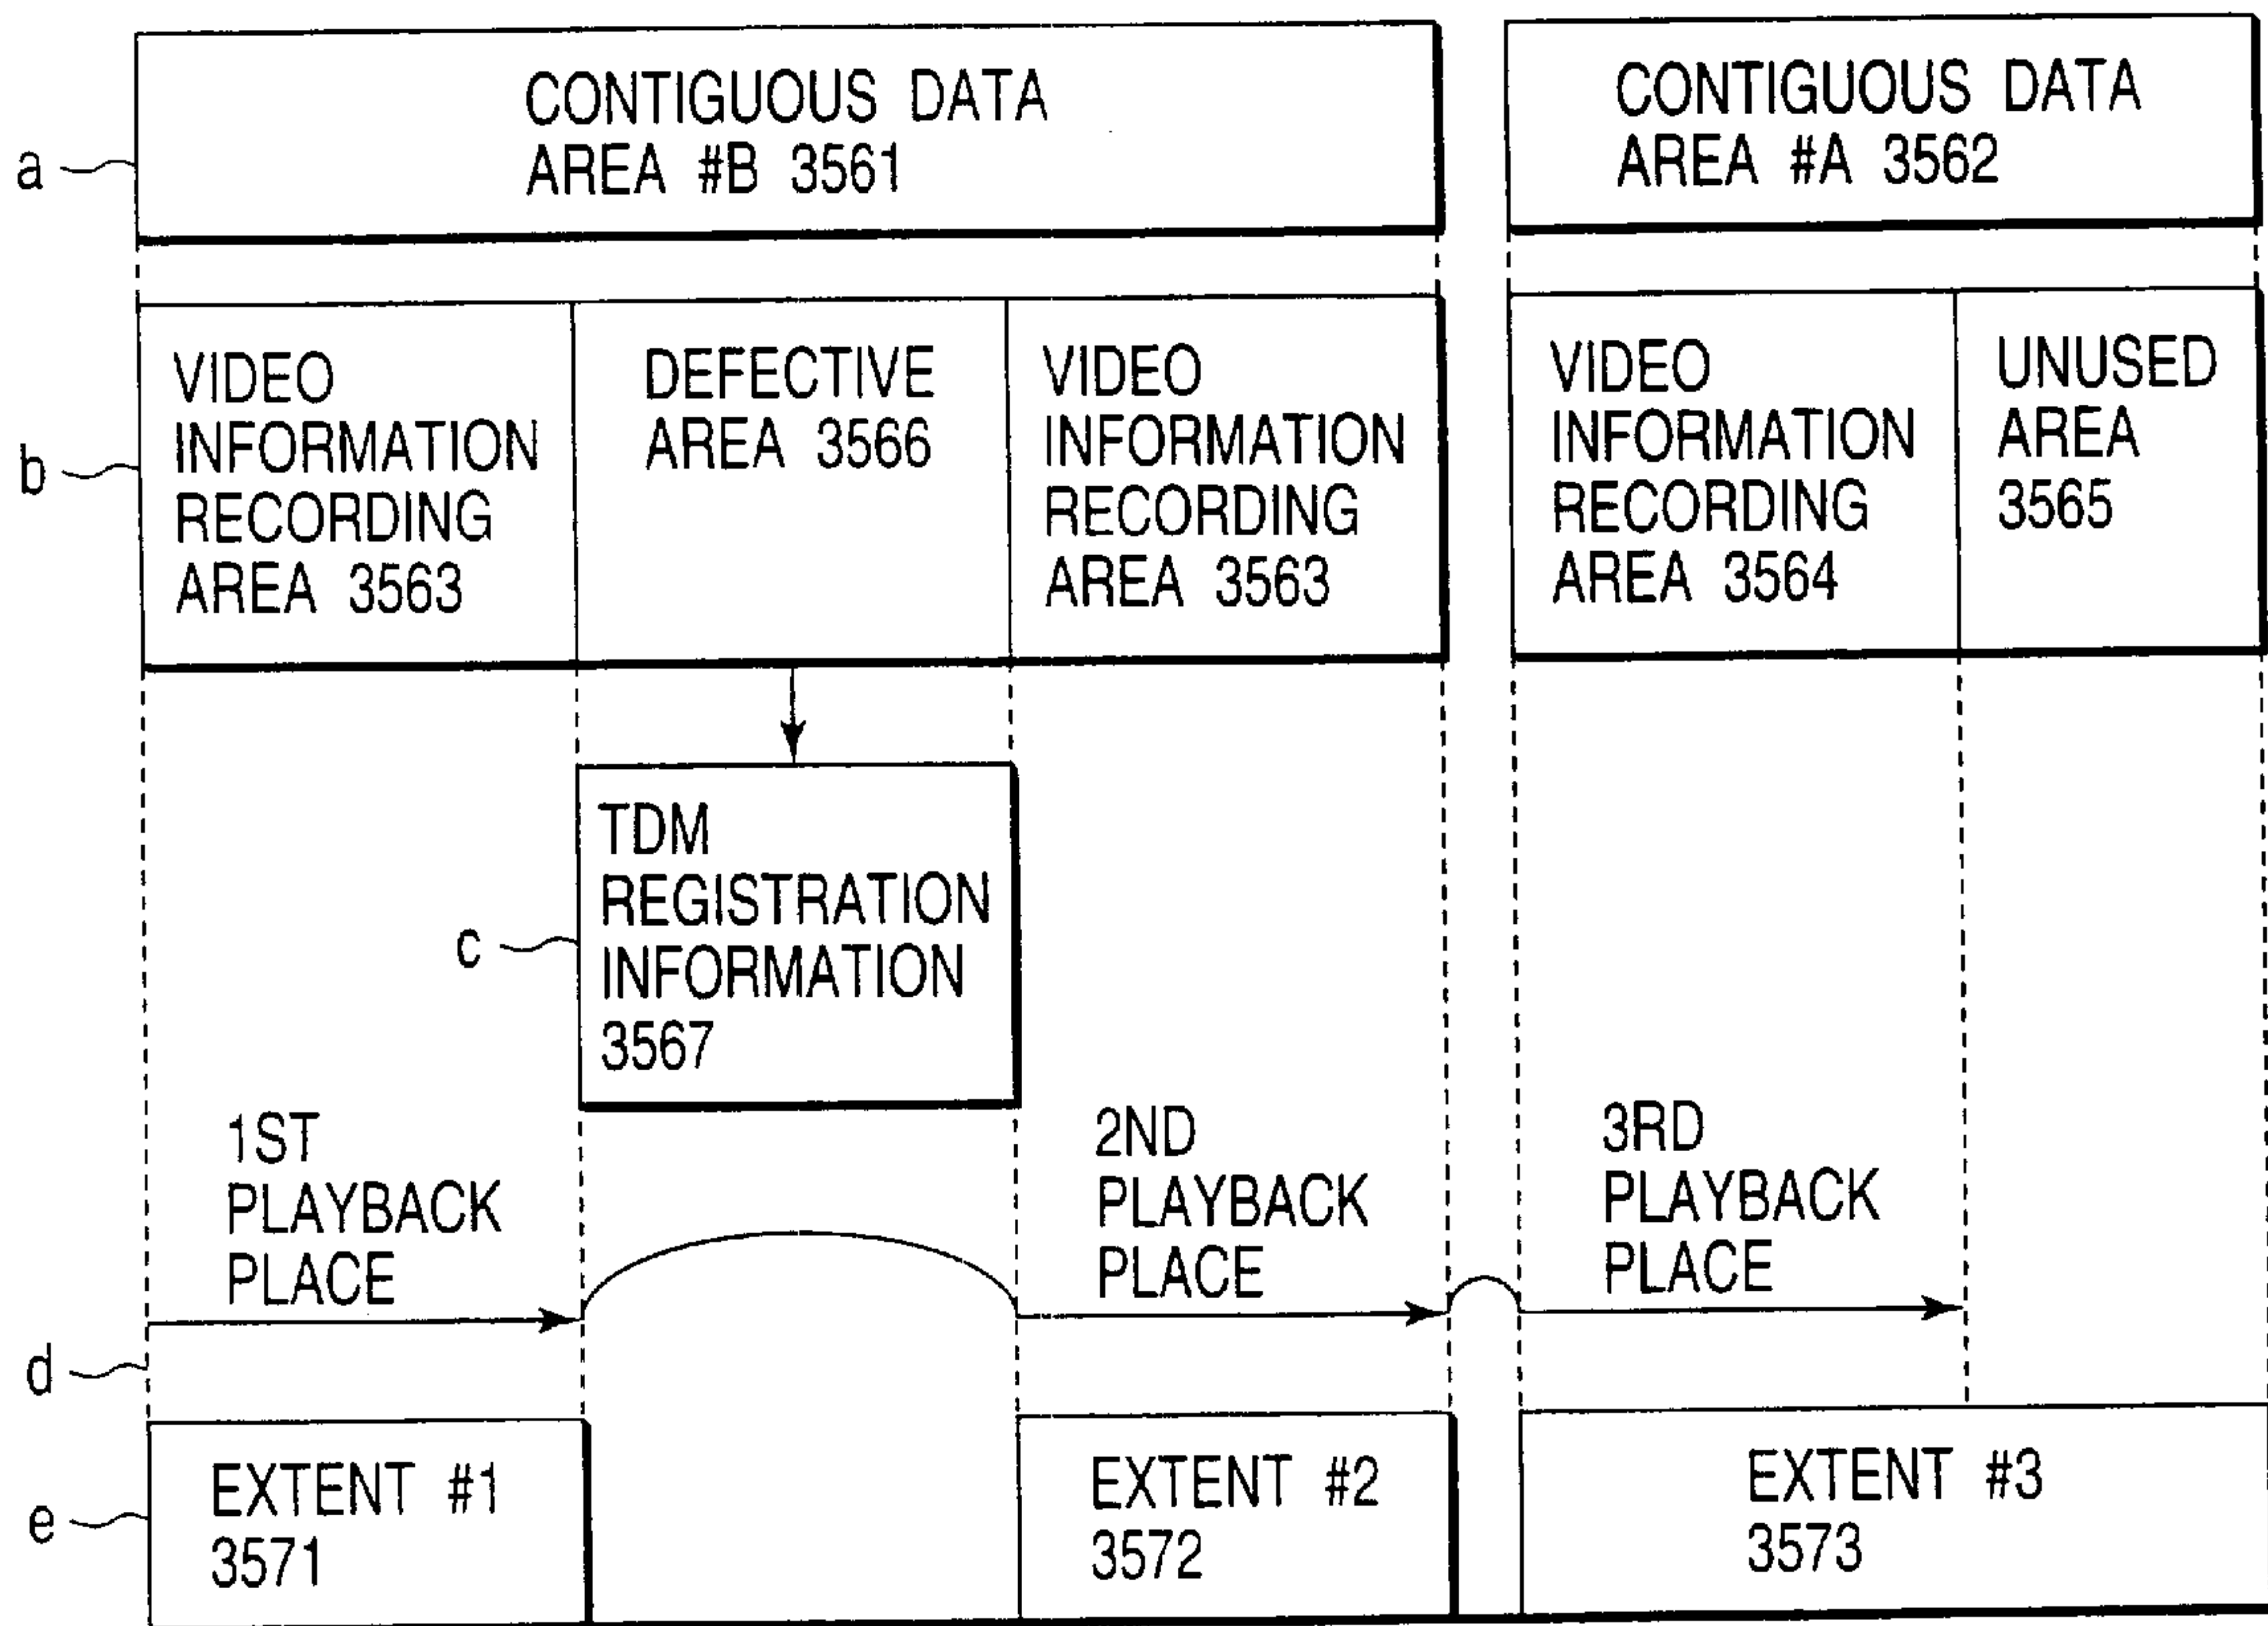 CONTIGUOUS DATA
AREA #B 3561
CONTIGUOUS DATA
AREA #A 3562
a
VIDEO
INFORMATION
RECORDING
AREA 3563
DEFECTIVE
AREA 3566
VIDEO
INFORMATION
RECORDING
AREA 3563
VIDEO
INFORMATION
RECORDING
AREA 3564
UNUSED
AREA
3565
b
TDM
REGISTRATION
INFORMATION
3567
c
1ST
PLAYBACK
PLACE
2ND
PLAYBACK
PLACE
3RD
PLAYBACK
PLACE
d
EXTENT #1
3571
EXTENT #2
3572
EXTENT #3
3573
e